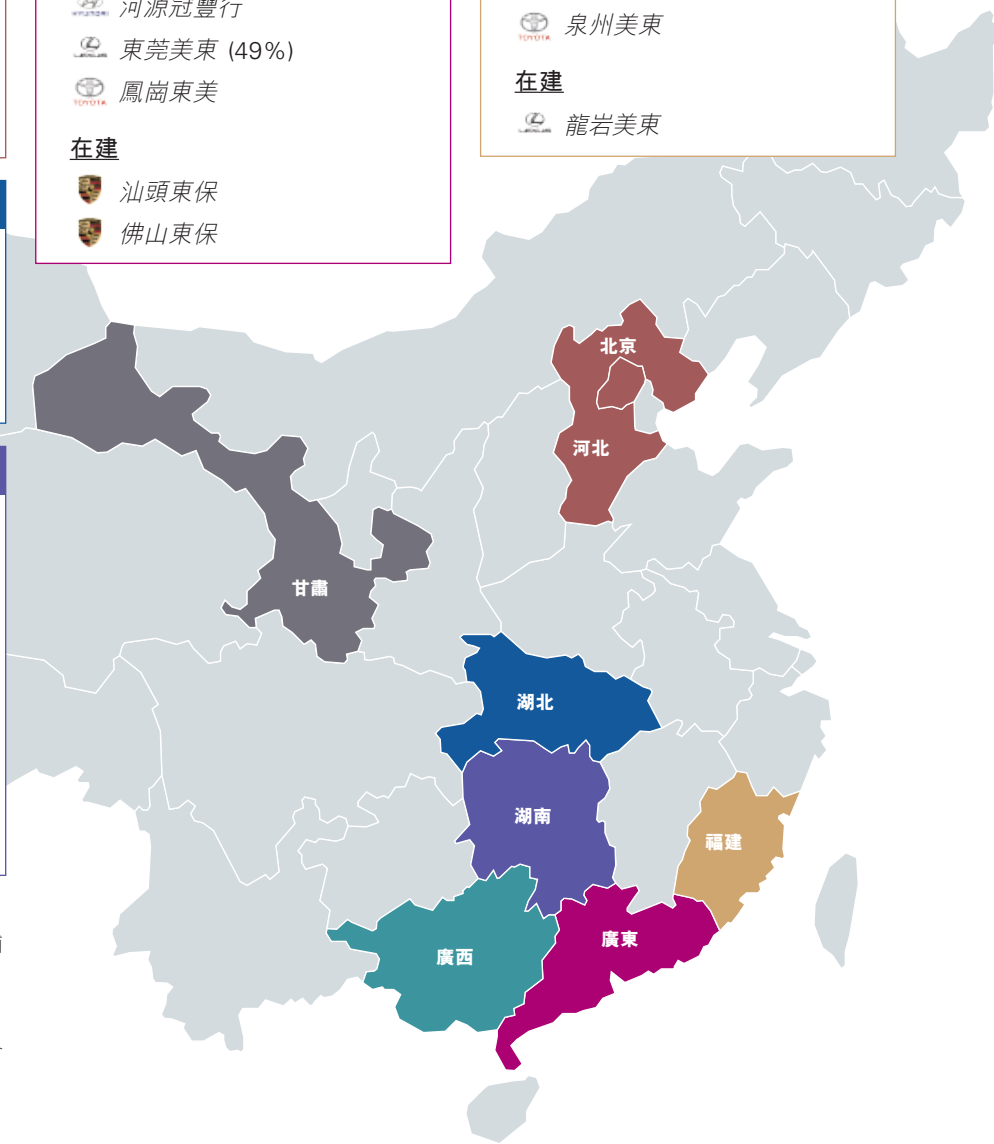 河源冠豐行
東莞美東 (49%)
TOYOTA 鳳崗東美
在建
汕頭東保
佛山東保
TOYOTA 泉州美東
在建
龍岩美東
北京
河北
甘肅
湖北
湖南
福建
廣東
廣西